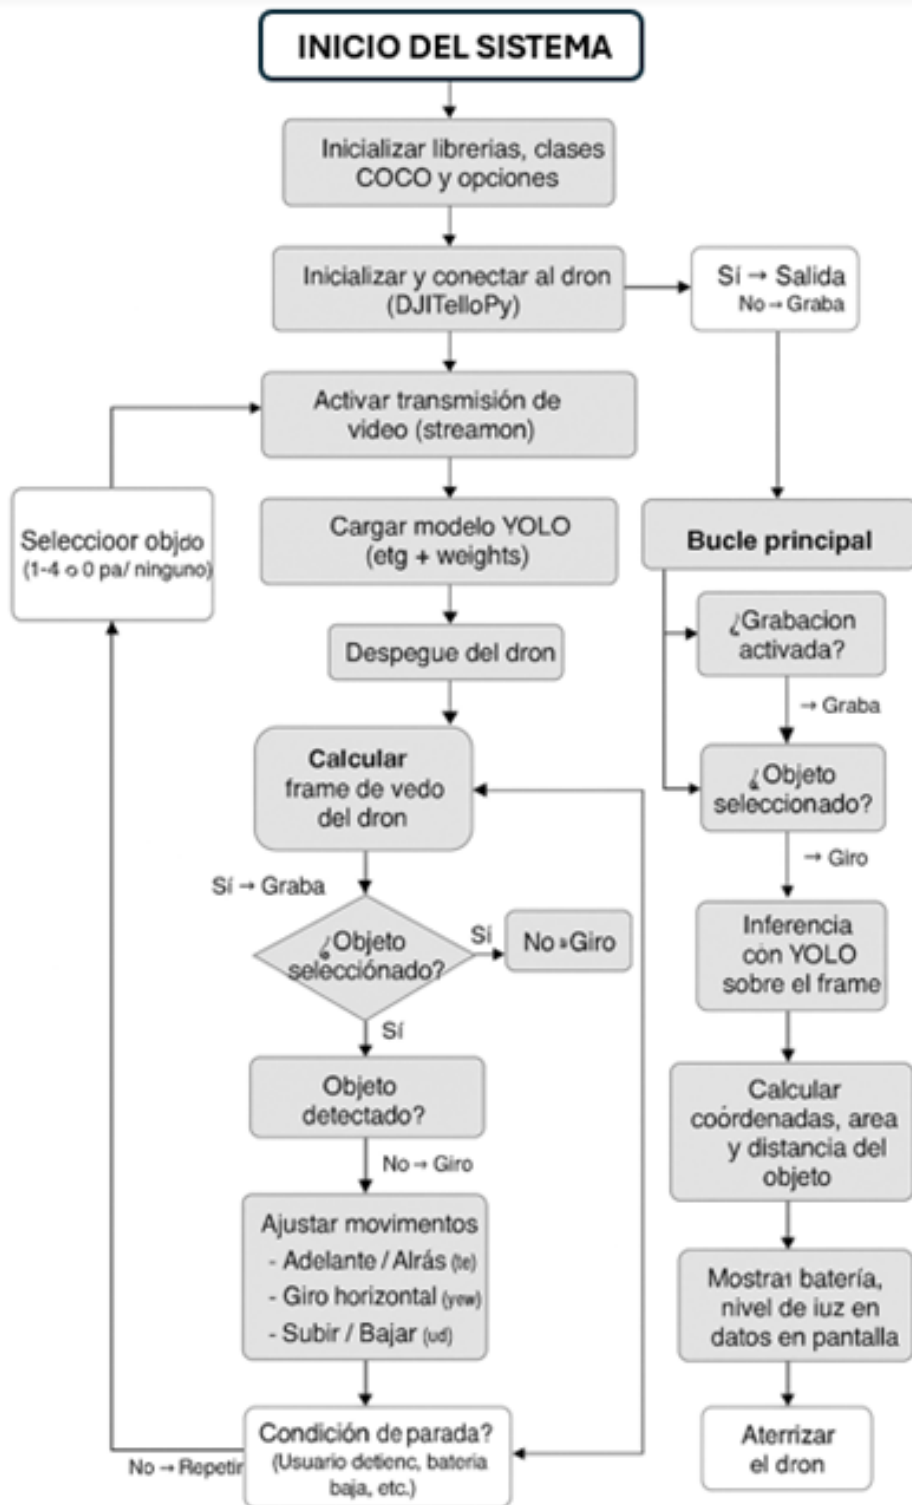 INICIO DEL SISTEMA
Inicializar librerias, clases
COCO y opciones
Inicializar y conectar al dron
(DJITelloPy)
Sí → Salida
No → Graba
Activar transmisión de
video (streamon)
Seleccioor objdo
(1-4 o 0 pa/ ninguno)
Cargar modelo YOLO
(etg + weights)
Despegue del dron
Calcular
frame de vedo
del dron
Sí → Graba
¿Objeto
selecciónado?
Sí
No Giro
Sí
Objeto
detectado?
No → Giro
Ajustar movimentos
- Adelante / Alrás (te)
- Giro horizontal (yew)
- Subir / Bajar (ud)
Condición de parada?
(Usuario detienc, bateria
baja, etc.)
No → Repetir
Bucle principal
¿Grabacion
activada?
→ Graba
¿Objeto
seleccionado?
→ Giro
Inferencia
cón YOLO
sobre el frame
Calcular
coórdenadas, area
y distancia del
objeto
Mostra1 batería,
nivel de iuz en
datos en pantalla
Aterrizar
el dron